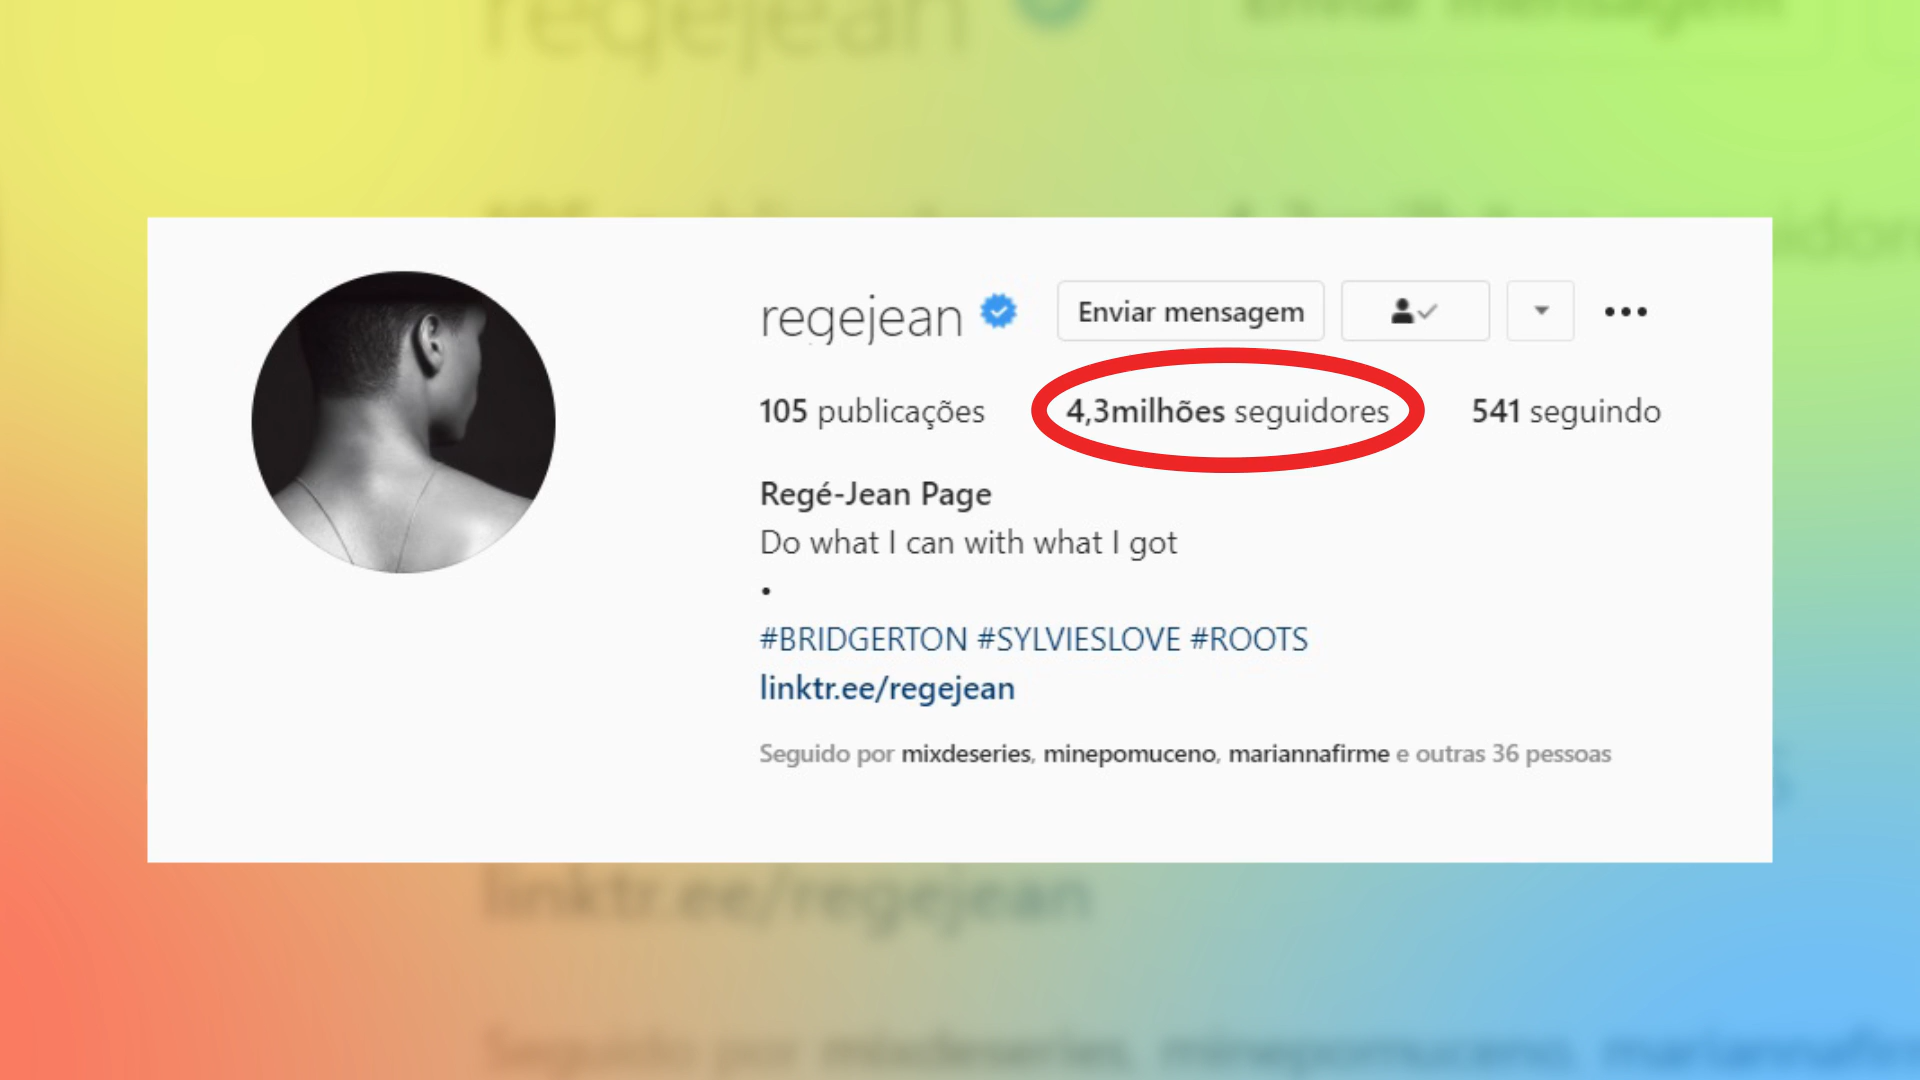 regejean
Enviar mensagem
105 publicações
4,3milhões seguidores
541 seguindo
Regé-Jean Page
Do what I can with what I got
•
#BRIDGERTON #SYLVIESLOVE #ROOTS
linktr.ee/regejean
Seguido por mixdeseries, minepomuceno, mariannafirme e outras 36 pessoas